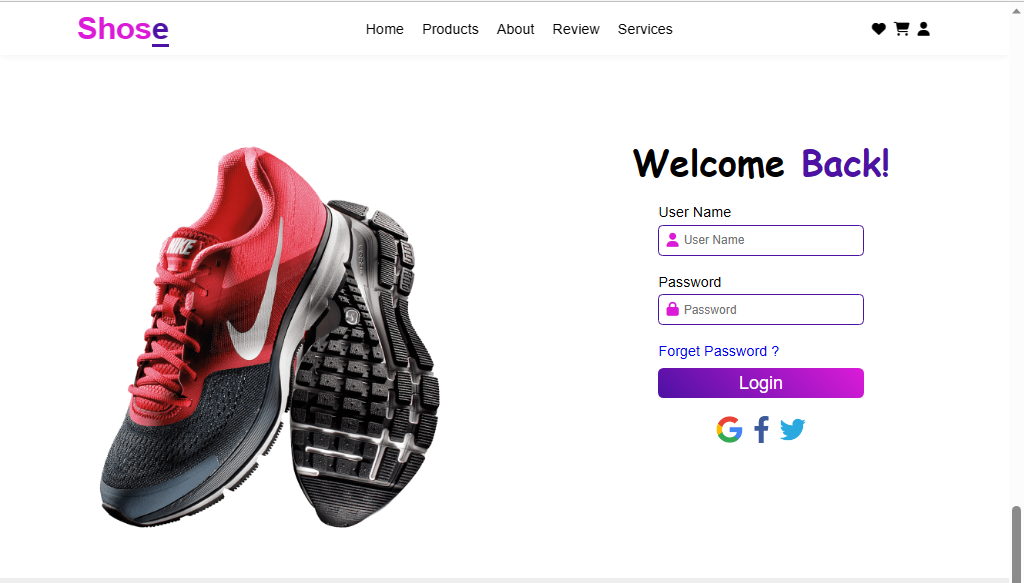 Shose
Home Products About Review Services
NIKE
Welcome Back!
User Name
User Name
Password
Password
Forget Password ?
Login